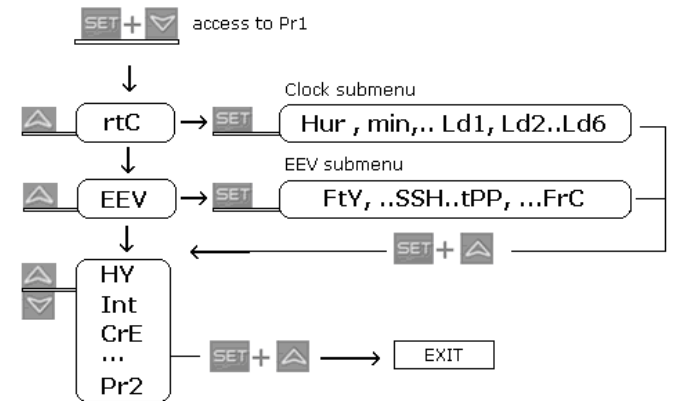 SET + access to Pr1
Clock submenu
rtC SET Hur , min,.. Ld1, Ld2..Ld6
EEV submenu
EEV SET FtY, ..SSH..tPP, ...FrC
SET +
HY
Int
CrE
...
SET + EXIT
Pr2